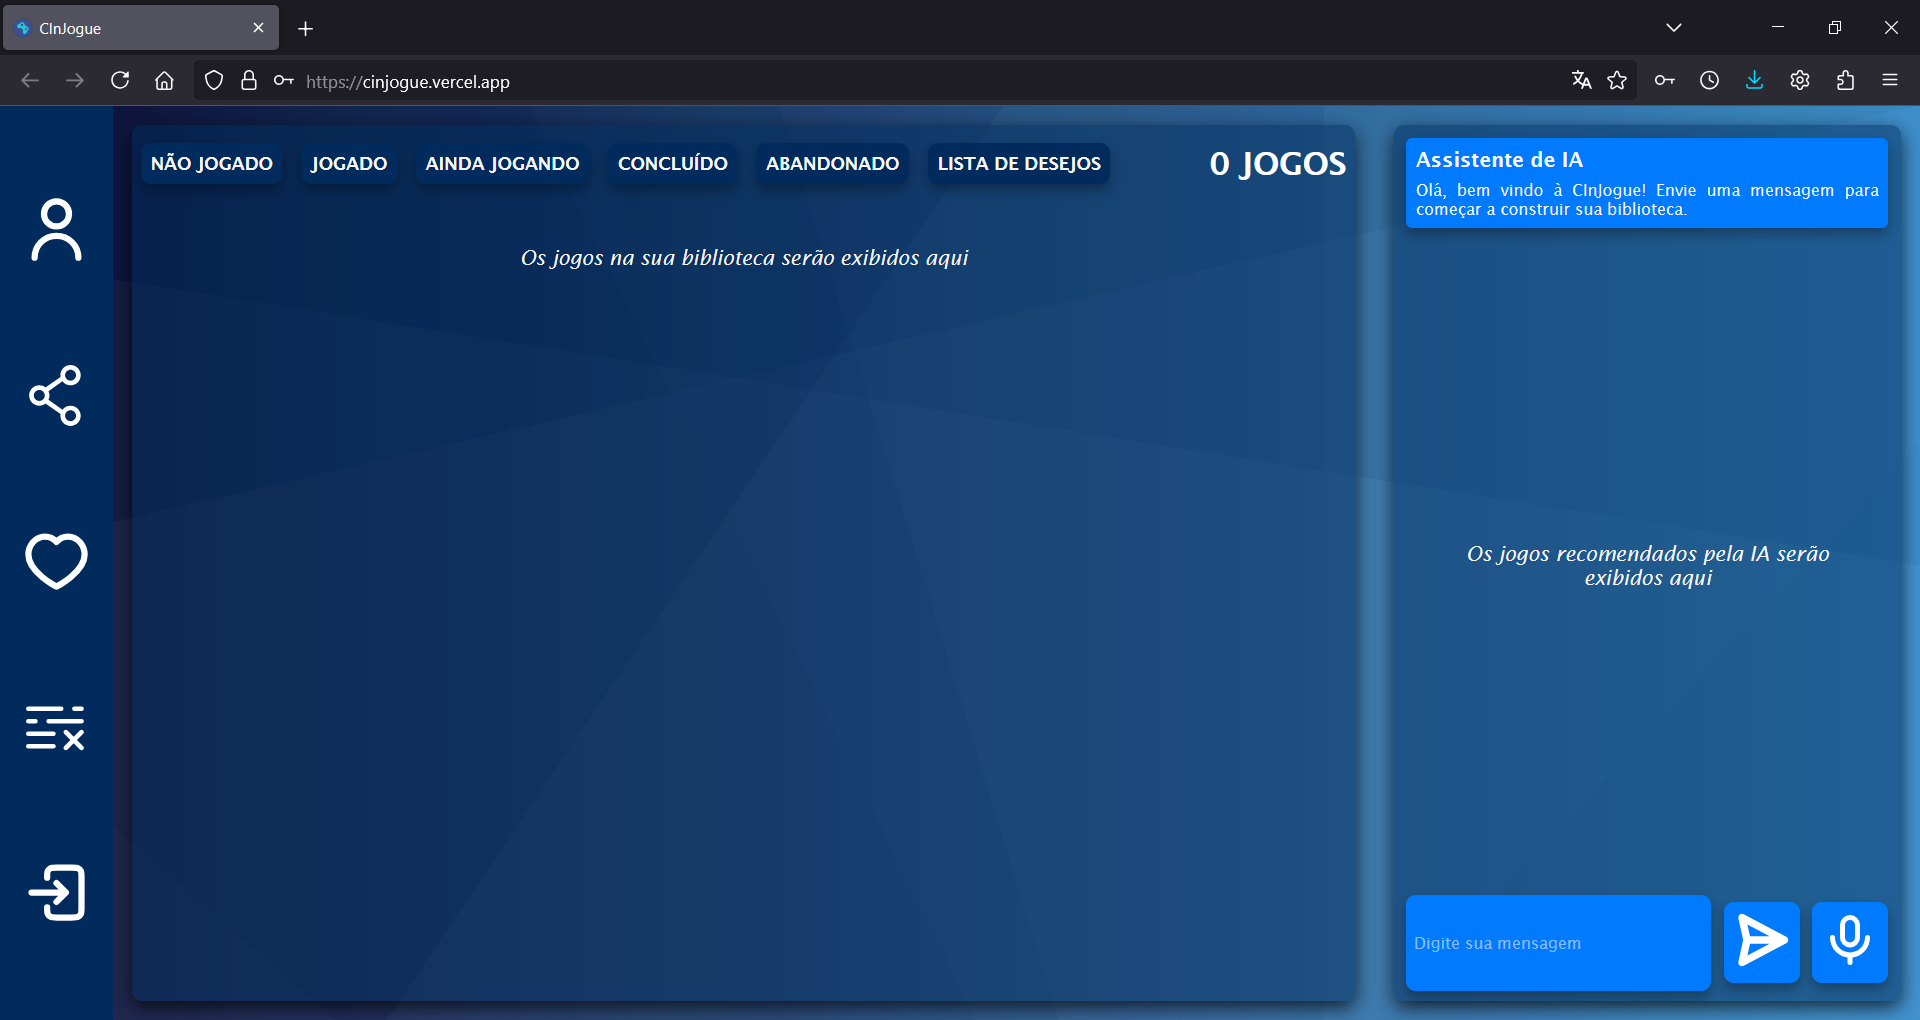 CInJogue
https://cinjogue.vercel.app
NÃO JOGADO JOGADO AINDA JOGANDO CONCLUÍDO ABANDONADO LISTA DE DESEJOS 0 JOGOS
Os jogos na sua biblioteca serão exibidos aqui
Assistente de IA
Olá, bem vindo à CInJogue! Envie uma mensagem para
começar a construir sua biblioteca.
Os jogos recomendados pela IA serão
exibidos aqui
Digite sua mensagem